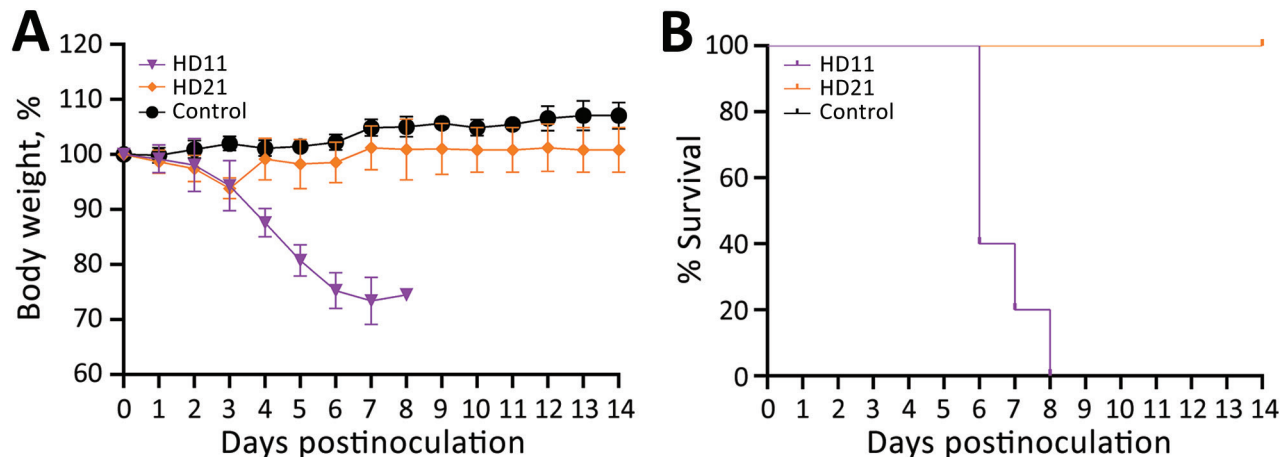 A
Body weight, %
120
110
100
90
80
70
60
HD11
HD21
Control
0 1 2 3 4 5 6 7 8 9 10 11 12 13 14
Days postinoculation
B
% Survival
100
80
60
40
20
0
HD11
HD21
Control
0 1 2 3 4 5 6 7 8 9 10 11 12 13 14
Days postinoculation